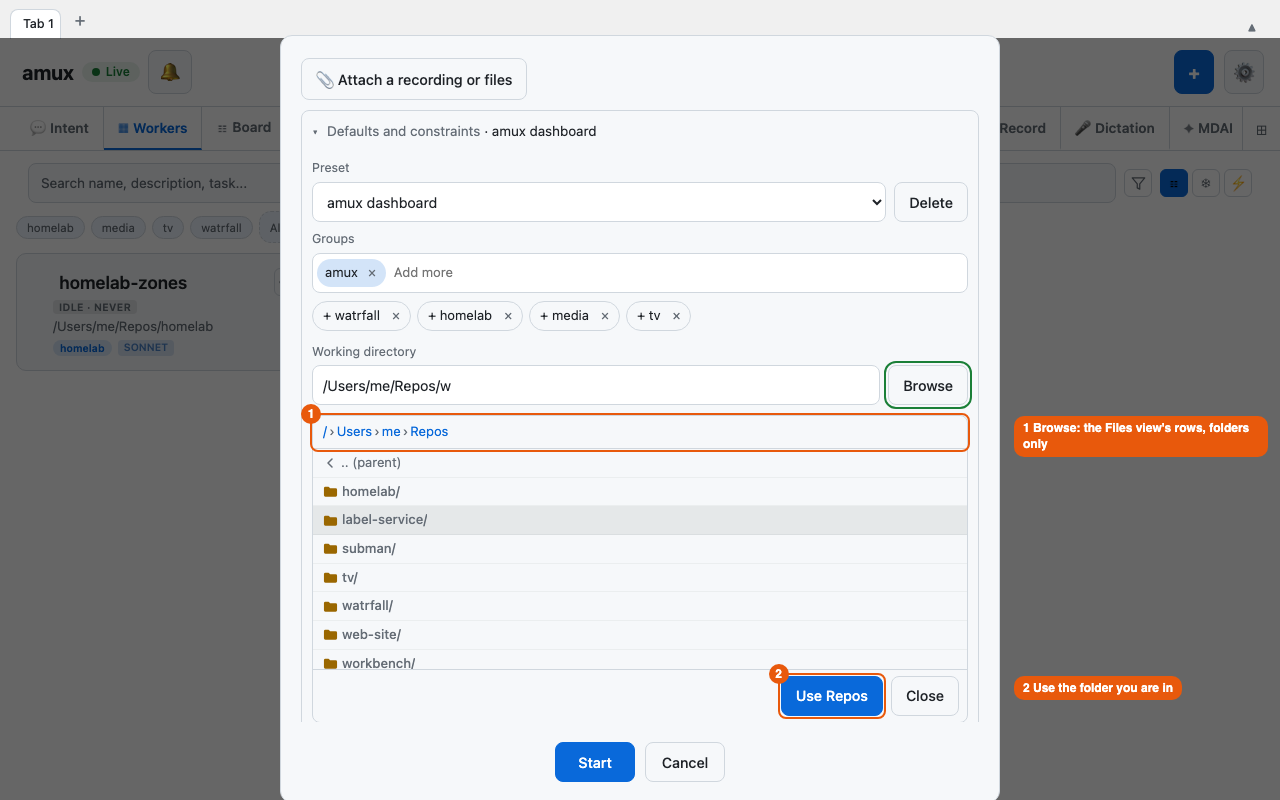 Tab 1 +
▲
amux ● Live
+
Intent
Workers
Board
Record
Dictation
✦ MDAI
Search name, description, task...
homelab
media
tv
watrfall
homelab-zones
IDLE · NEVER
/Users/me/Repos/homelab
homelab SONNET
Attach a recording or files
▾ Defaults and constraints · amux dashboard
Preset
amux dashboard
Delete
Groups
amux × Add more
+ watrfall ×
+ homelab ×
+ media ×
+ tv ×
Working directory
/Users/me/Repos/w
Browse
1
/ › Users › me › Repos
1 Browse: the Files view's rows, folders
only
.. (parent)
homelab/
label-service/
subman/
tv/
watrfall/
web-site/
workbench/
2
Use Repos
Close
2 Use the folder you are in
Start
Cancel